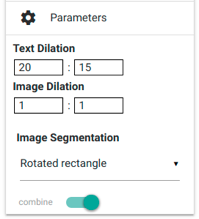 Parameters
Text Dilation
20 : 15
Image Dilation
1 : 1
Image Segmentation
Rotated rectangle
combine